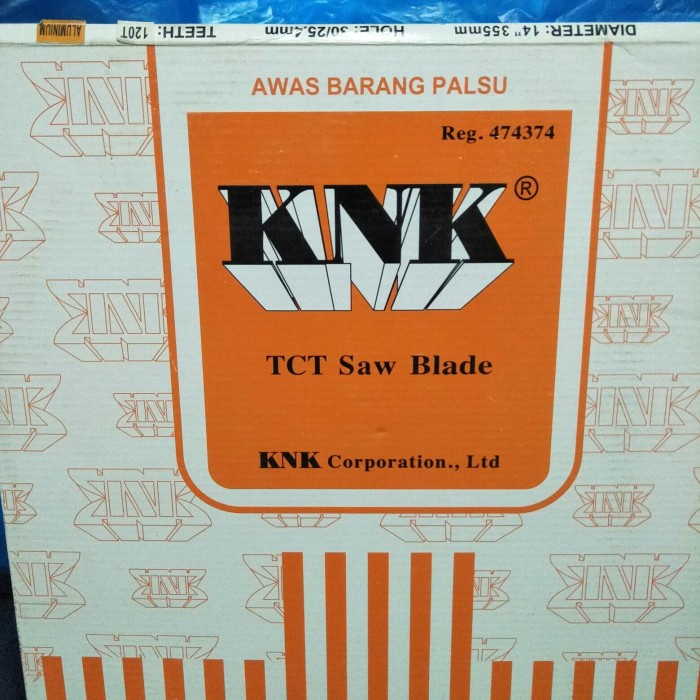 DIAMETER: 14" 355mm HOLE: 30/25.4mm TEETH: 120T ALUMINIUM
AWAS BARANG PALSU
Reg. 474374
KNK®
TCT Saw Blade
KNK Corporation., Ltd